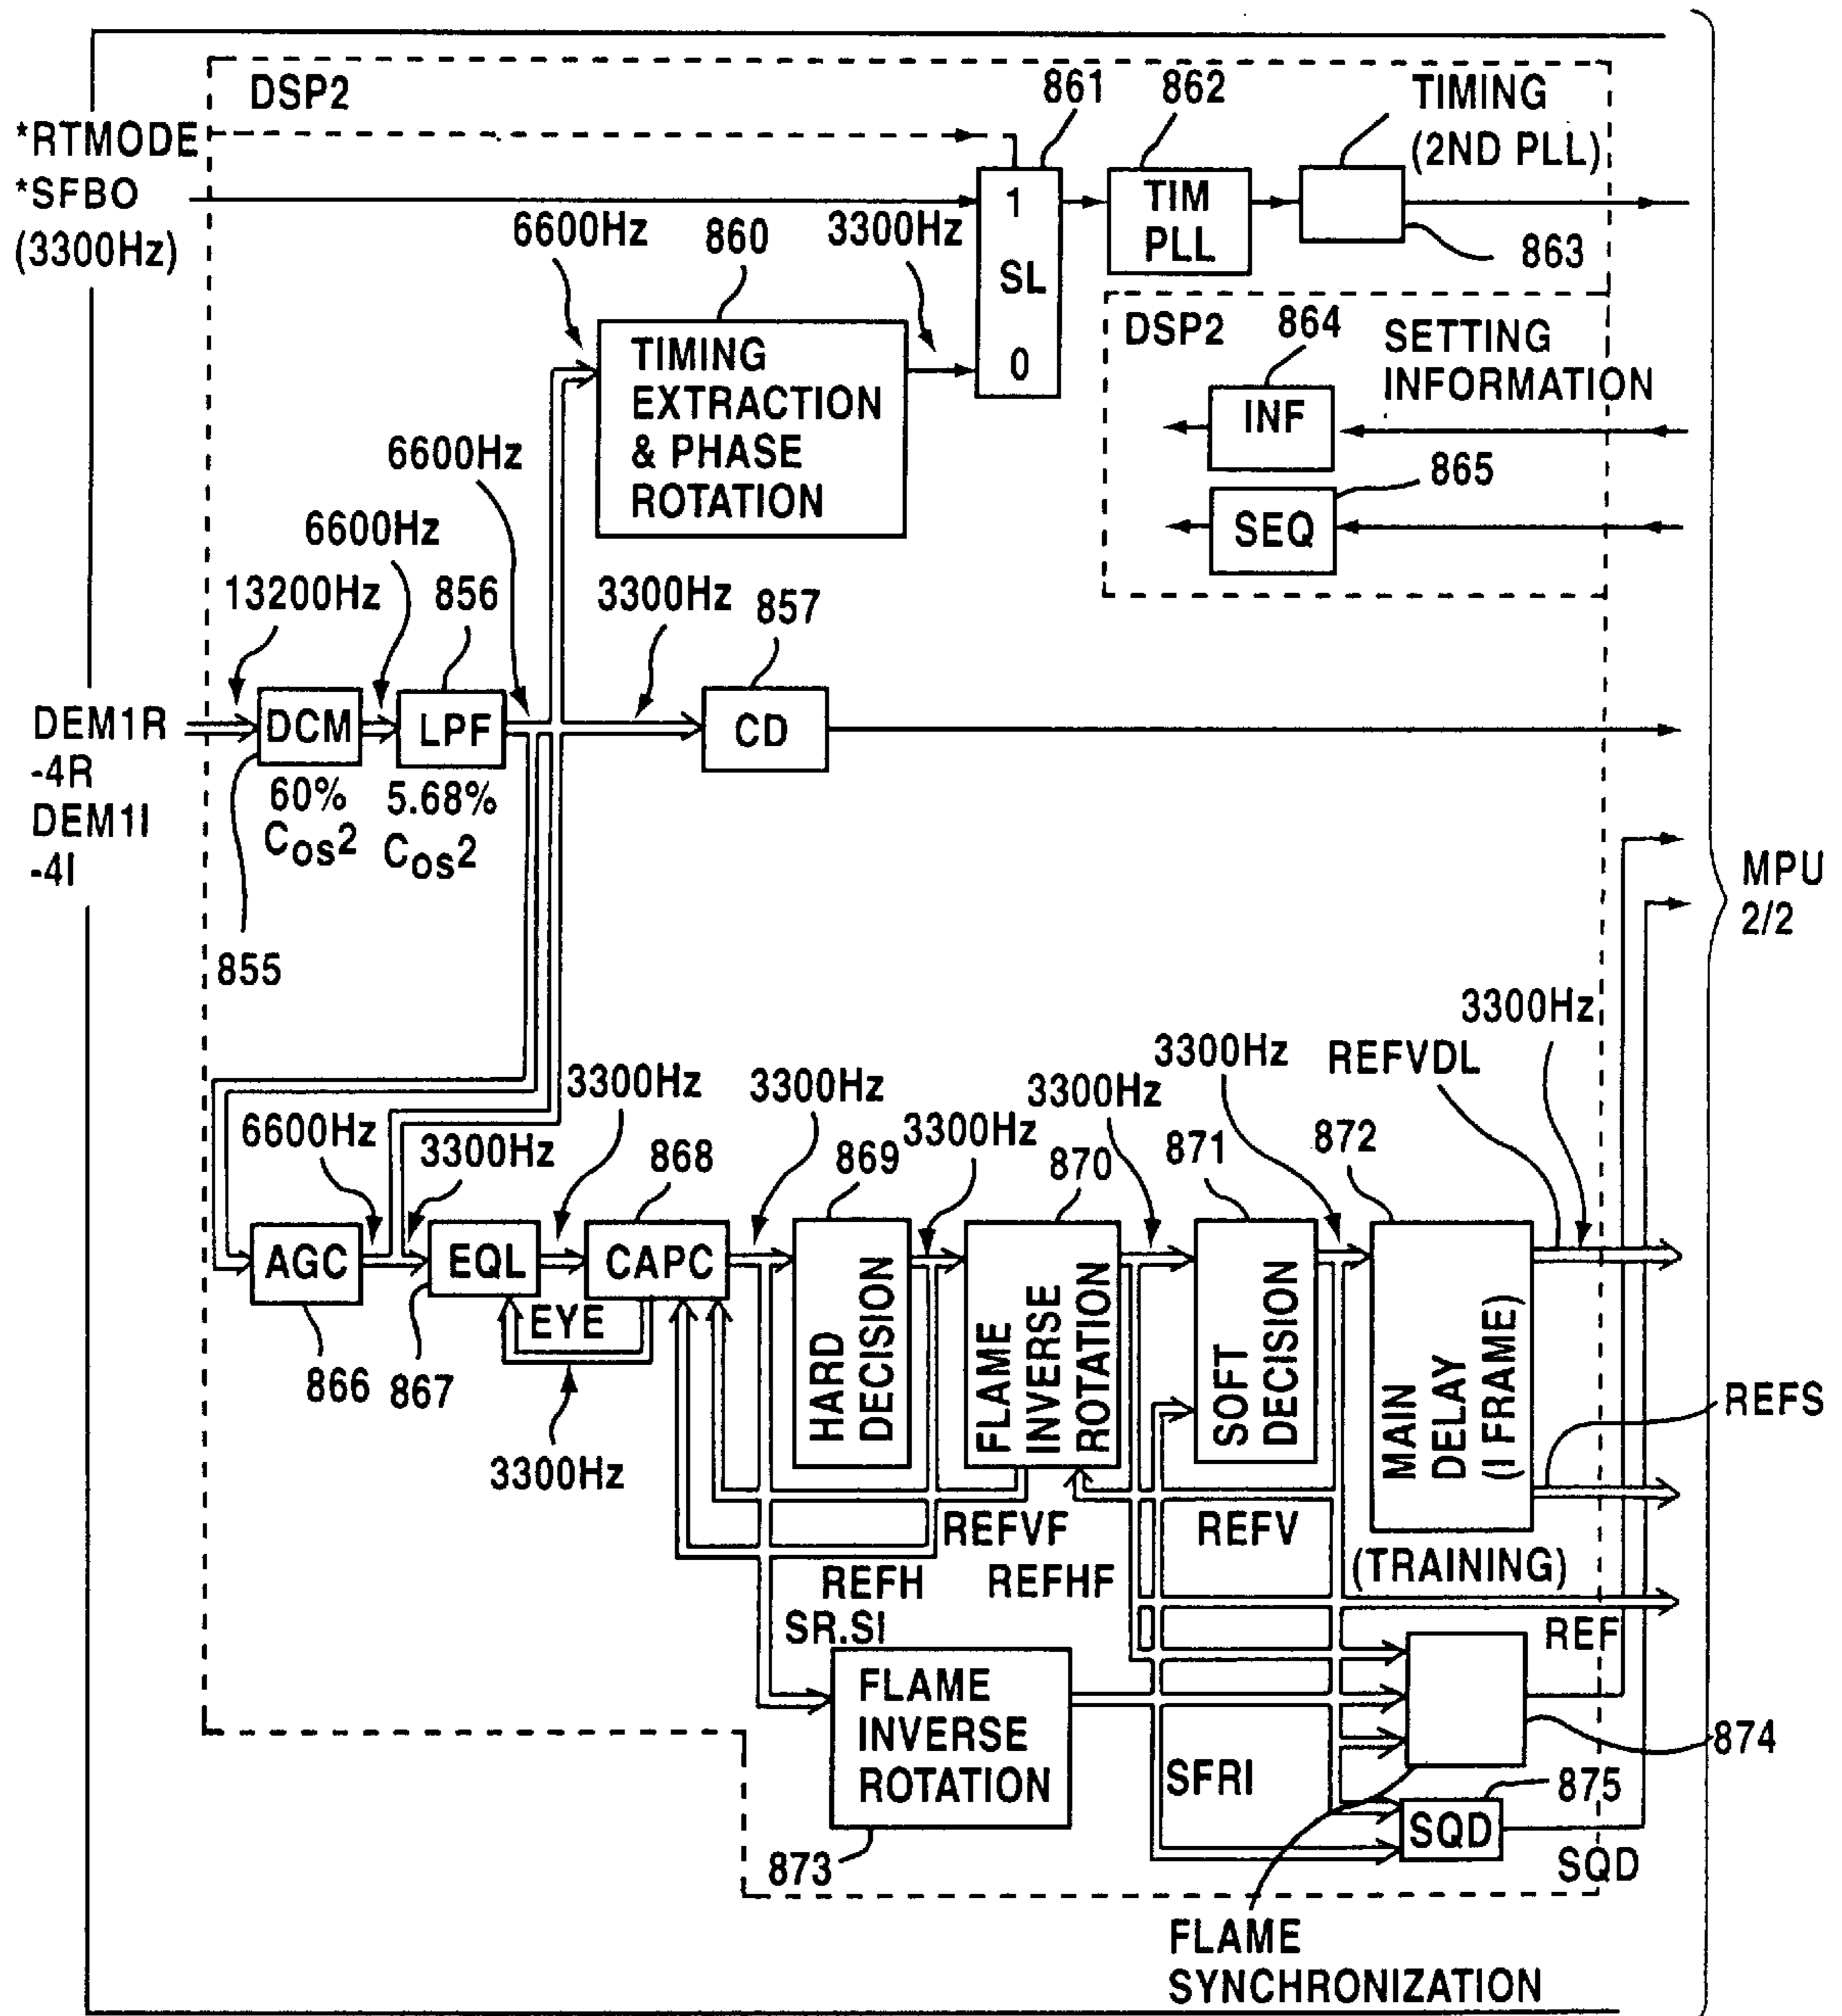 DSP2
861
862
TIMING
(2ND PLL)
*RTMODE
*SFBO
(3300Hz)
1
SL
0
TIM
PLL
863
6600Hz
860
3300Hz
TIMING
EXTRACTION
& PHASE
ROTATION
DSP2
864
SETTING
INFORMATION
INF
865
SEQ
6600Hz
6600Hz
13200Hz
856
3300Hz
857
DEM1R
-4R
DEM1I
-4I
DCM
LPF
CD
60%
Cos2
5.68%
Cos2
855
MPU
2/2
3300Hz
REFVDL
3300Hz
3300Hz
3300Hz
3300Hz
3300Hz
6600Hz
3300Hz
868
869
870
871
872
AGC
EQL
CAPC
EYE
866
867
3300Hz
HARD
DECISION
FLAME
INVERSE
ROTATION
SOFT
DECISION
MAIN
DELAY
(I FRAME)
REFS
REFVF
REFV
REFH
REFHF
(TRAINING)
SR.SI
REF
FLAME
INVERSE
ROTATION
874
SFRI
875
SQD
873
SQD
FLAME
SYNCHRONIZATION